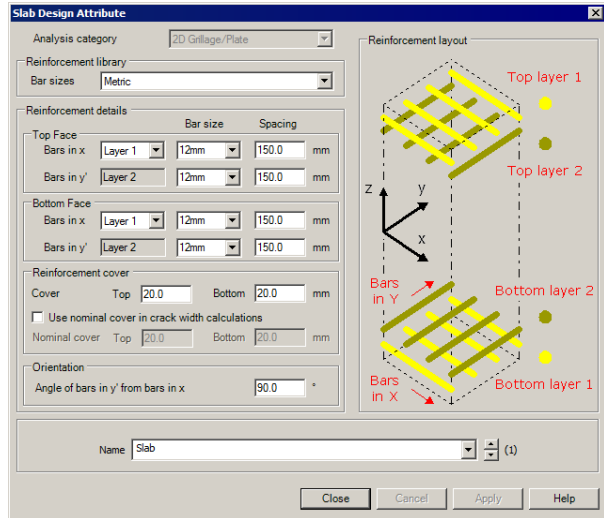 Slab Design Attribute
Analysis category 2D Grillage/Plate
Reinforcement library
Bar sizes Metric
Reinforcement details
Bar size Spacing
Top Face
Bars in x Layer 1 12mm 150.0 mm
Bars in y' Layer 2 12mm 150.0 mm
Bottom Face
Bars in x Layer 1 12mm 150.0 mm
Bars in y' Layer 2 12mm 150.0 mm
Reinforcement cover
Cover Top 20.0 Bottom 20.0 mm
Use nominal cover in crack width calculations
Nominal cover Top 20.0 Bottom 20.0 mm
Orientation
Angle of bars in y' from bars in x 90.0 °
Reinforcement layout
Top layer 1
Top layer 2
z
y
x
Bars
in Y
Bottom layer 2
Bars
in X
Bottom layer 1
Name Slab (1)
Close Cancel Apply Help